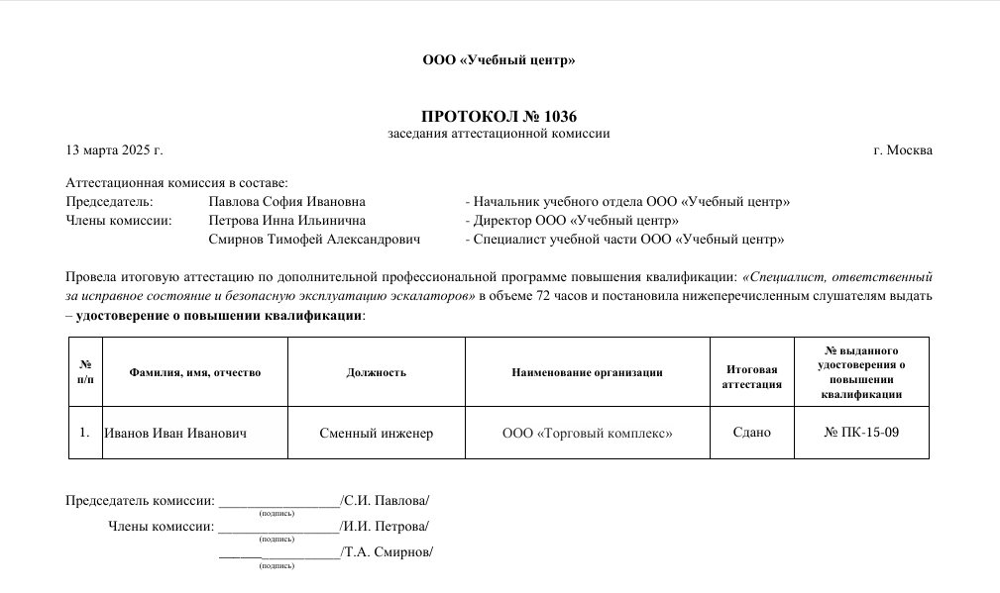 ООО «Учебный центр»
ПРОТОКОЛ № 1036
заседания аттестационной комиссии
13 марта 2025 г. г. Москва
Аттестационная комиссия в составе:
Председатель: Павлова София Ивановна - Начальник учебного отдела ООО «Учебный центр»
Члены комиссии: Петрова Инна Ильинична - Директор ООО «Учебный центр»
Смирнов Тимофей Александрович - Специалист учебной части ООО «Учебный центр»
Провела итоговую аттестацию по дополнительной профессиональной программе повышения квалификации: «Специалист, ответственный
за исправное состояние и безопасную эксплуатацию эскалаторов» в объеме 72 часов и постановила нижеперечисленным слушателям выдать
– удостоверение о повышении квалификации:
№
п/п
Фамилия, имя, отчество
Должность
Наименование организации
Итоговая
аттестация
№ выданного
удостоверения о
повышении
квалификации
1. Иванов Иван Иванович Сменный инженер ООО «Торговый комплекс» Сдано № ПК-15-09
Председатель комиссии: _________________/С.И. Павлова/
(подпись)
Члены комиссии: _________________/И.И. Петрова/
(подпись)
_________________/Т.А. Смирнов/
(подпись)